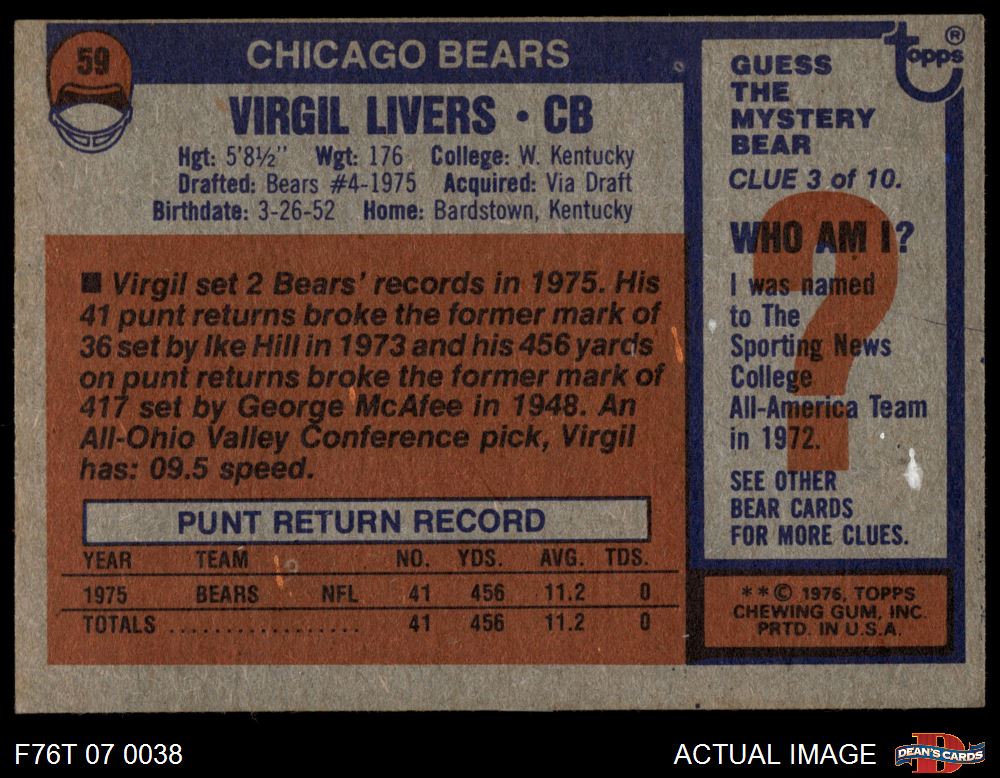 59
CHICAGO BEARS
VIRGIL LIVERS • CB
Hgt: 5'8½" Wgt: 176 College: W. Kentucky
Drafted: Bears #4-1975 Acquired: Via Draft
Birthdate: 3-26-52 Home: Bardstown, Kentucky
■ Virgil set 2 Bears' records in 1975. His
41 punt returns broke the former mark of
36 set by Ike Hill in 1973 and his 456 yards
on punt returns broke the former mark of
417 set by George McAfee in 1948. An
All-Ohio Valley Conference pick, Virgil
has: 09.5 speed.
PUNT RETURN RECORD
YEAR TEAM NO. YDS. AVG. TDS.
1975 BEARS NFL 41 456 11.2 0
TOTALS .................. 41 456 11.2 0
topps ®
GUESS
THE
MYSTERY
BEAR
CLUE 3 of 10.
?
WHO AM I?
I was named
to The
Sporting News
College
All-America Team
in 1972.
SEE OTHER
BEAR CARDS
FOR MORE CLUES.
* * © 1976, TOPPS
CHEWING GUM, INC.
PRTD. IN U.S.A.
F76T 07 0038
ACTUAL IMAGE
D
DEAN'S CARDS